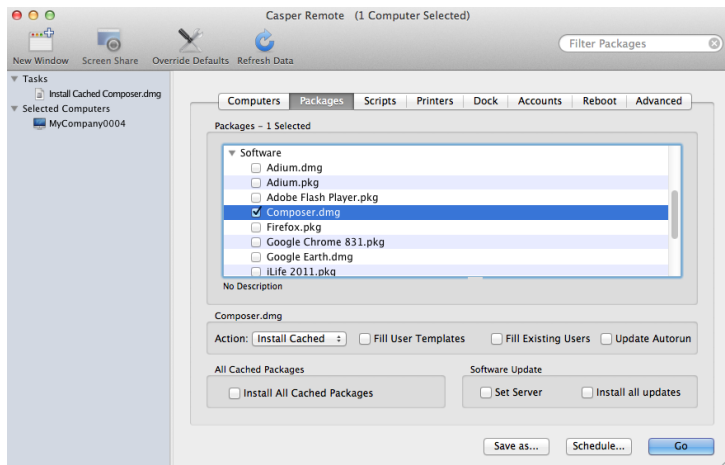 Casper Remote (1 Computer Selected)
New Window Screen Share Override Defaults Refresh Data
Filter Packages
Tasks
Install Cached Composer.dmg
Selected Computers
MyCompany0004
Computers Packages Scripts Printers Dock Accounts Reboot Advanced
Packages – 1 Selected
Software
Adium.dmg
Adium.pkg
Adobe Flash Player.pkg
Composer.dmg
Firefox.pkg
Google Chrome 831.pkg
Google Earth.dmg
iLife 2011.pkg
No Description
Composer.dmg
Action: Install Cached Fill User Templates Fill Existing Users Update Autorun
All Cached Packages
Install All Cached Packages
Software Update
Set Server Install all updates
Save as... Schedule... Go